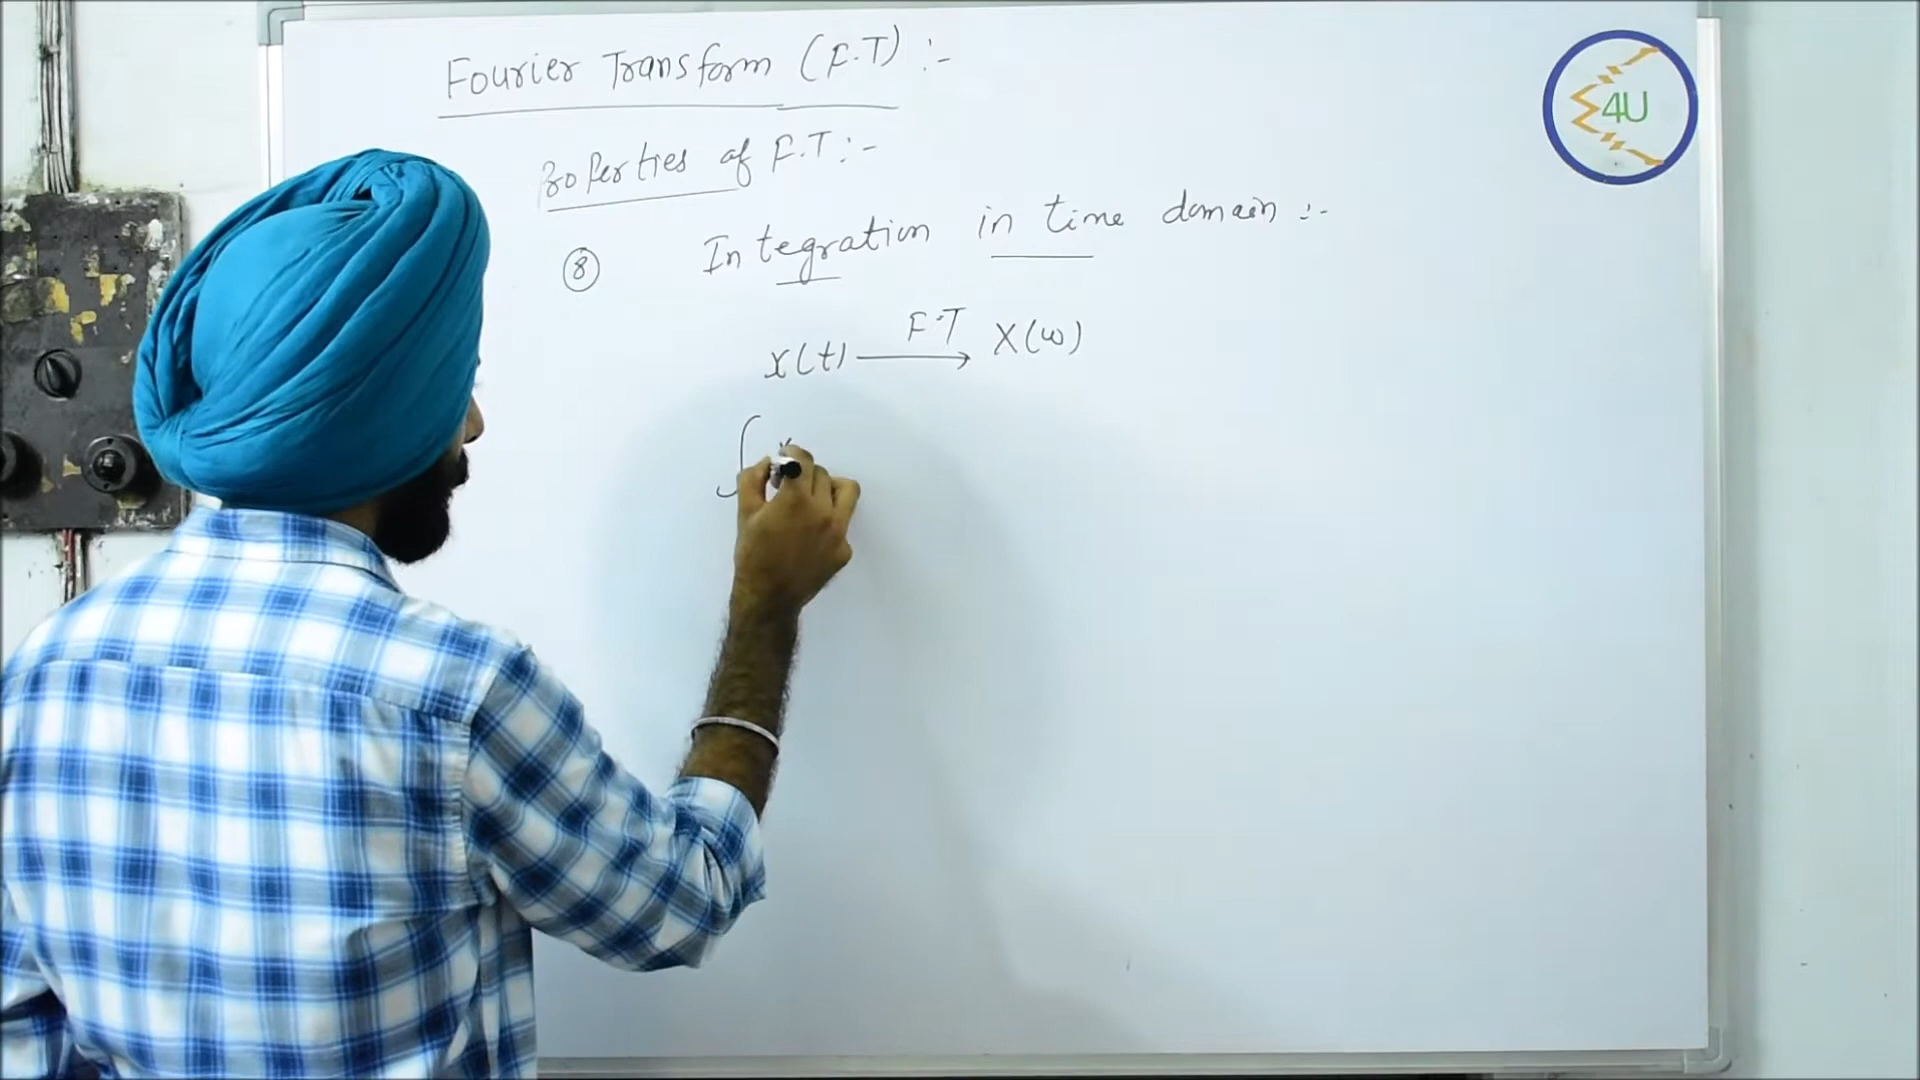 Fourier Transform (F.T) :-
Properties of F.T :-
⑧ Integration in time domain :-
F.T
x(t) ⟶ X(ω)
∫ x
4U